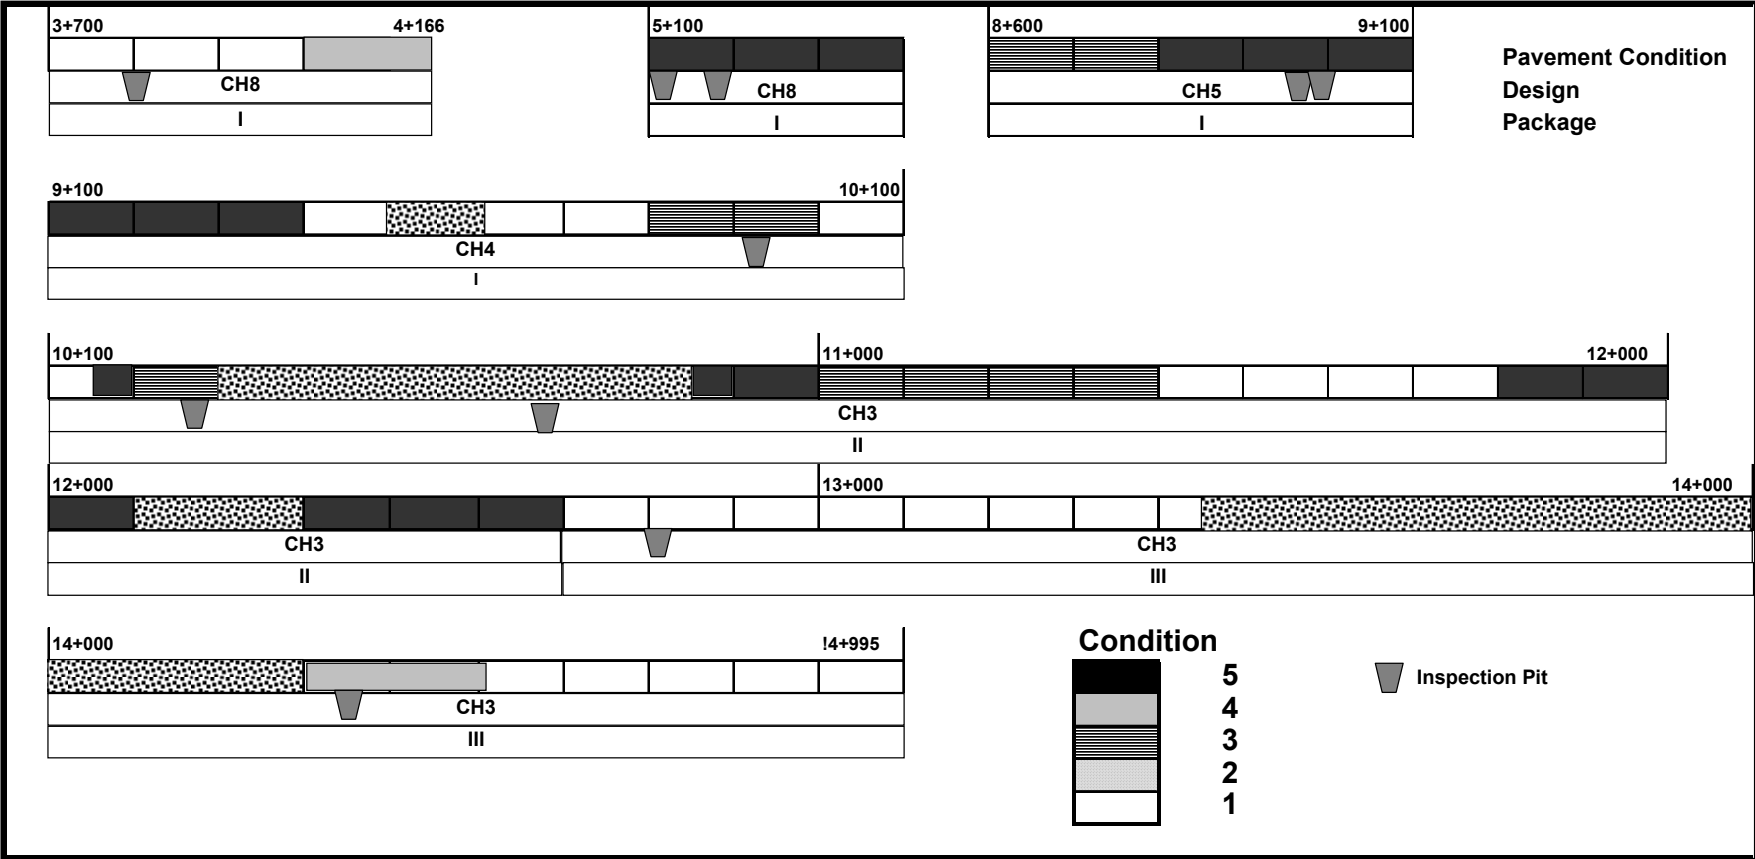 3+700 4+166 5+100 8+600 9+100
Pavement Condition
CH8 CH8 CH5 Design
I I I Package
9+100 10+100
CH4
I
10+100 11+000 12+000
CH3
II
12+000 13+000 14+000
CH3 CH3
II III
14+000 !4+995
CH3
III
Condition
5
4
3
2
1
Inspection Pit